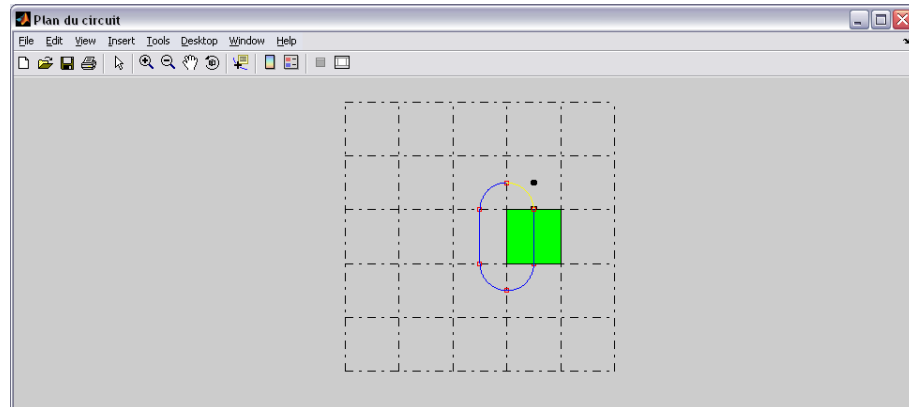 Plan du circuit
File Edit View Insert Tools Desktop Window Help